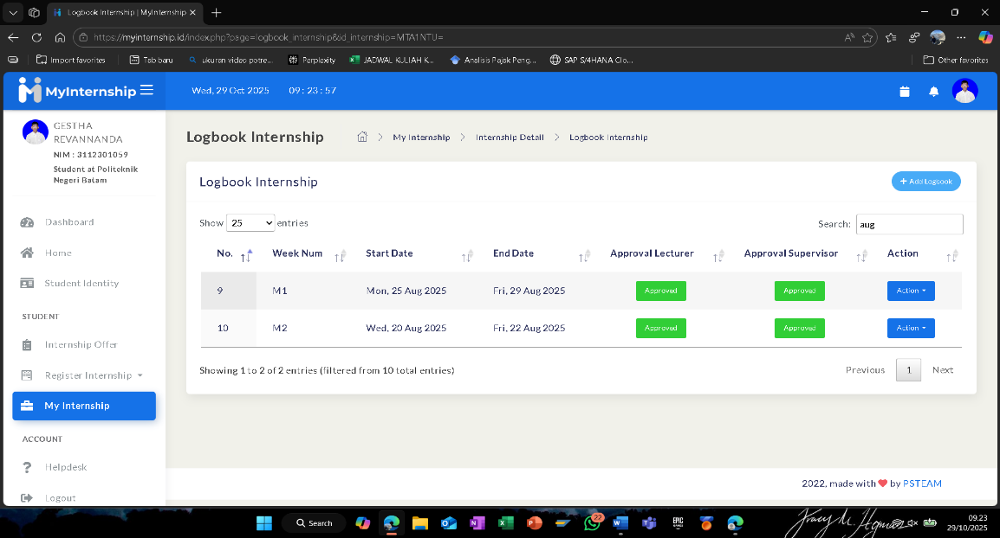 Logbook Internship | MyInternship
https://myinternship.id/index.php?page=logbook_internship&id_internship=MTA1NTU=
Import favorites
Tab baru
ukuran video potre...
Perplexity
JADWAL KULIAH K...
Analisis Pajak Peng...
SAP S/4HANA Clo...
Other favorites
MyInternship
Wed, 29 Oct 2025 09 : 23 : 57
GESTHA
REVANNANDA
NIM : 3112301059
Student at Politeknik
Negeri Batam
Dashboard
Home
Student Identity
STUDENT
Internship Offer
Register Internship
My Internship
ACCOUNT
Helpdesk
Logout
Logbook Internship
My Internship > Internship Detail > Logbook Internship
Logbook Internship
+ Add Logbook
Show 25 entries
Search: aug
No. Week Num Start Date End Date Approval Lecturer Approval Supervisor Action
9 M1 Mon, 25 Aug 2025 Fri, 29 Aug 2025 Approved Approved Action
10 M2 Wed, 20 Aug 2025 Fri, 22 Aug 2025 Approved Approved Action
Showing 1 to 2 of 2 entries (filtered from 10 total entries)
Previous 1 Next
2022, made with ❤ by PSTEAM
Search
22
EPIC
09.23
29/10/2025